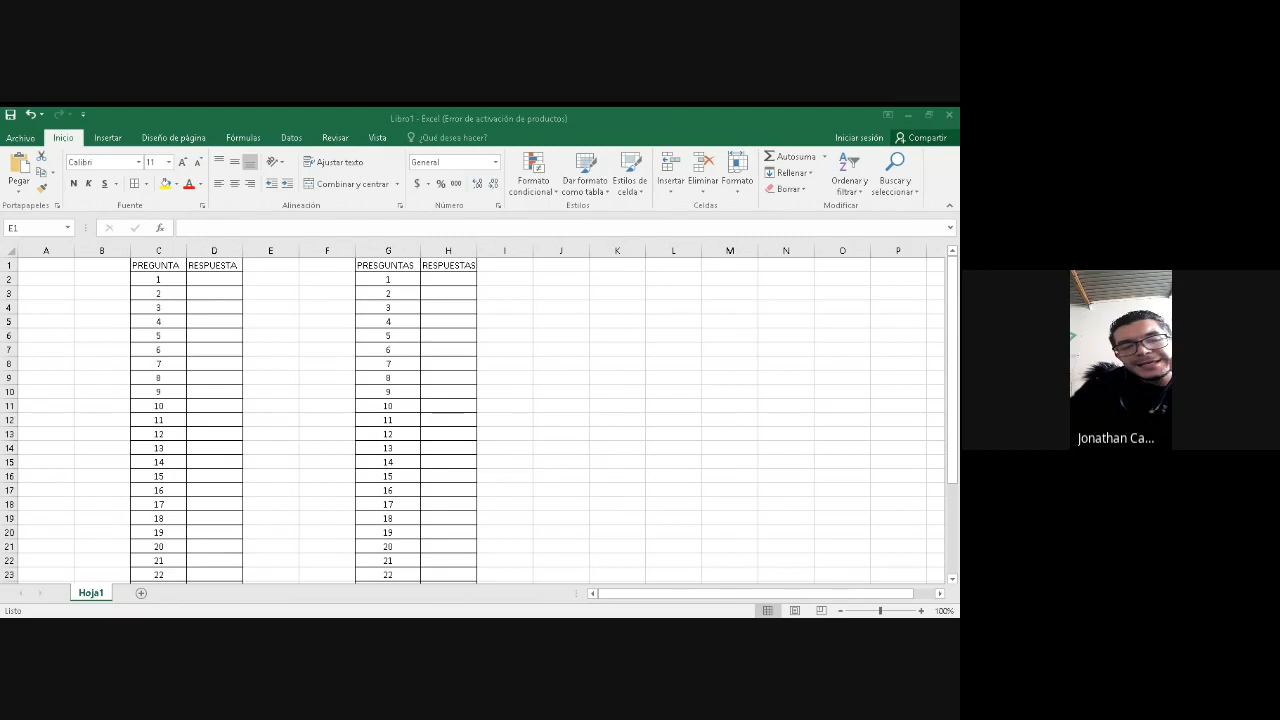 Libro1 - Excel (Error de activación de productos)
Archivo Inicio Insertar Diseño de página Fórmulas Datos Revisar Vista ¿Qué desea hacer? Iniciar sesión Compartir
Pegar
Calibri 11
N K S
Ajustar texto
Combinar y centrar
General
$ % 000
Formato condicional
Dar formato como tabla
Estilos de celda
Insertar Eliminar Formato
Autosuma
Rellenar
Borrar
Ordenar y filtrar
Buscar y seleccionar
Portapapeles Fuente Alineación Número Estilos Celdas Modificar
E1 fx
A B C D E F G H I J K L M N O P
1 PREGUNTA RESPUESTA PRESGUNTAS RESPUESTAS
2 1 1
3 2 2
4 3 3
5 4 4
6 5 5
7 6 6
8 7 7
9 8 8
10 9 9
11 10 10
12 11 11
13 12 12
14 13 13
15 14 14
16 15 15
17 16 16
18 17 17
19 18 18
20 19 19
21 20 20
22 21 21
23 22 22
Hoja1
Listo 100%
Jonathan Ca...